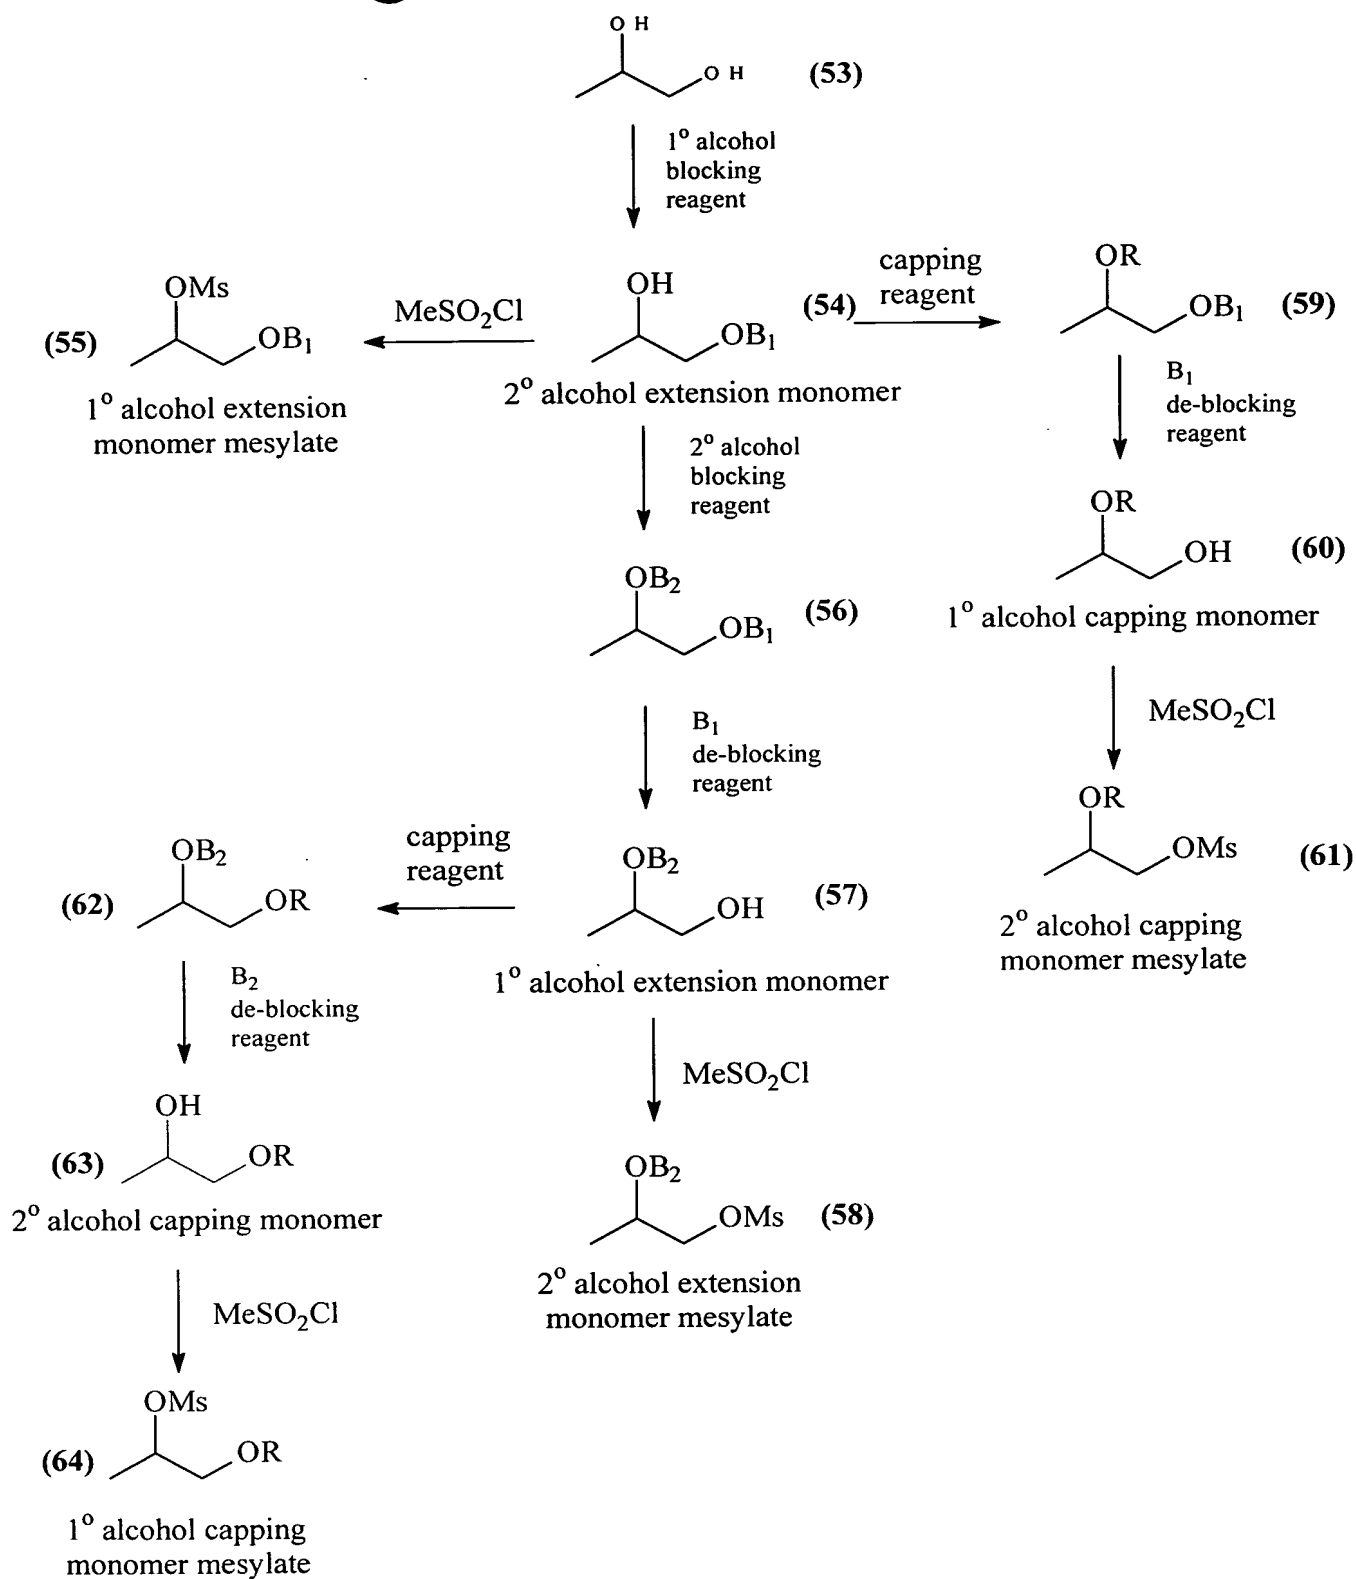 OH
OH
(53)
1° alcohol
blocking
reagent
OMs
OB₁
(55)
1° alcohol extension
monomer mesylate
MeSO₂Cl
OH
OB₁
(54)
2° alcohol extension monomer
capping
reagent
OR
OB₁
(59)
B₁
de-blocking
reagent
2° alcohol
blocking
reagent
OR
OH
(60)
1° alcohol capping monomer
OB₂
OB₁
(56)
MeSO₂Cl
B₁
de-blocking
reagent
OR
OMs
(61)
2° alcohol capping
monomer mesylate
OB₂
OR
(62)
capping
reagent
OB₂
OH
(57)
1° alcohol extension monomer
B₂
de-blocking
reagent
MeSO₂Cl
OH
OR
(63)
2° alcohol capping monomer
OB₂
OMs
(58)
2° alcohol extension
monomer mesylate
MeSO₂Cl
OMs
OR
(64)
1° alcohol capping
monomer mesylate